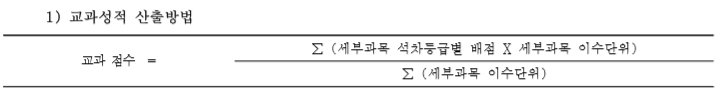 1) 교과성적 산출방법
교과 점수 =
∑ (세부과목 석차등급별 배점 X 세부과목 이수단위)
∑ (세부과목 이수단위)